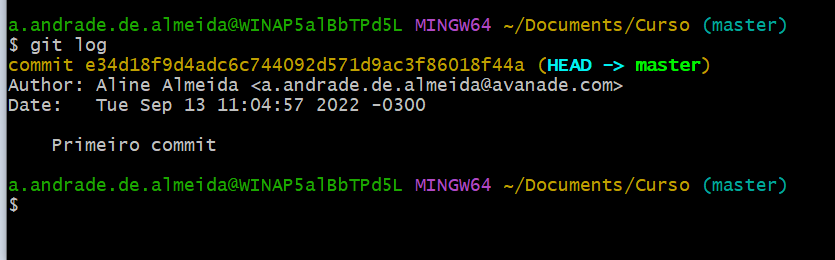 a.andrade.de.almeida@WINAP5alBbTPd5L MINGW64 ~/Documents/Curso (master)
$ git log
commit e34d18f9d4adc6c744092d571d9ac3f86018f44a (HEAD -> master)
Author: Aline Almeida <a.andrade.de.almeida@avanade.com>
Date:   Tue Sep 13 11:04:57 2022 -0300
    Primeiro commit
a.andrade.de.almeida@WINAP5alBbTPd5L MINGW64 ~/Documents/Curso (master)
$